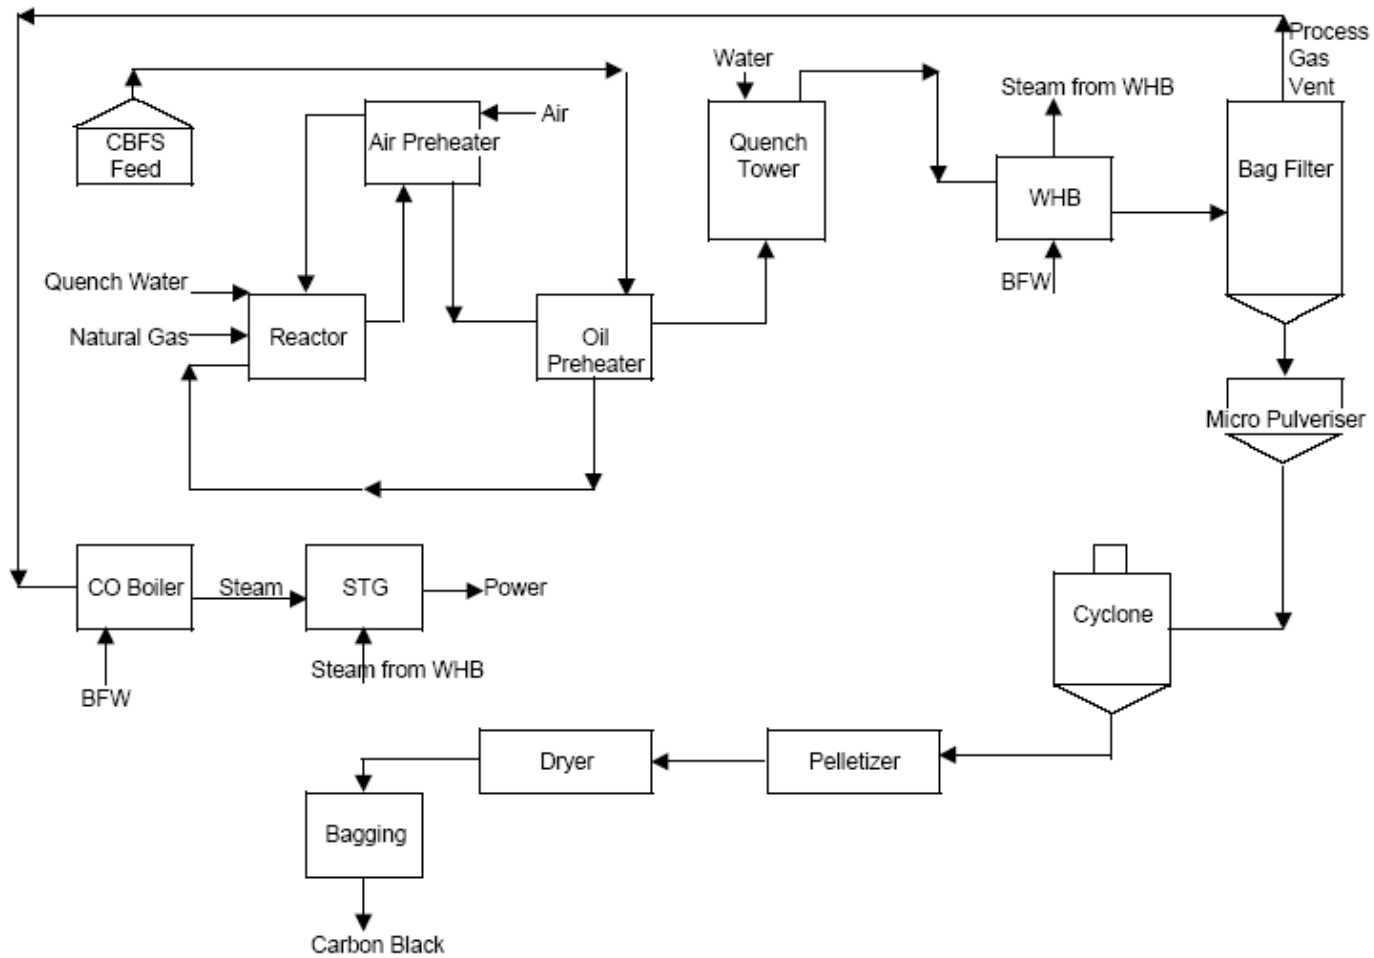 Process
Gas
Vent
Water
Steam from WHB
CBFS
Feed
Air Preheater
Air
Quench
Tower
WHB
Bag Filter
Quench Water
Natural Gas
Reactor
Oil
Preheater
BFW
Micro Pulveriser
CO Boiler
Steam
STG
Power
Cyclone
BFW
Steam from WHB
Dryer
Pelletizer
Bagging
Carbon Black